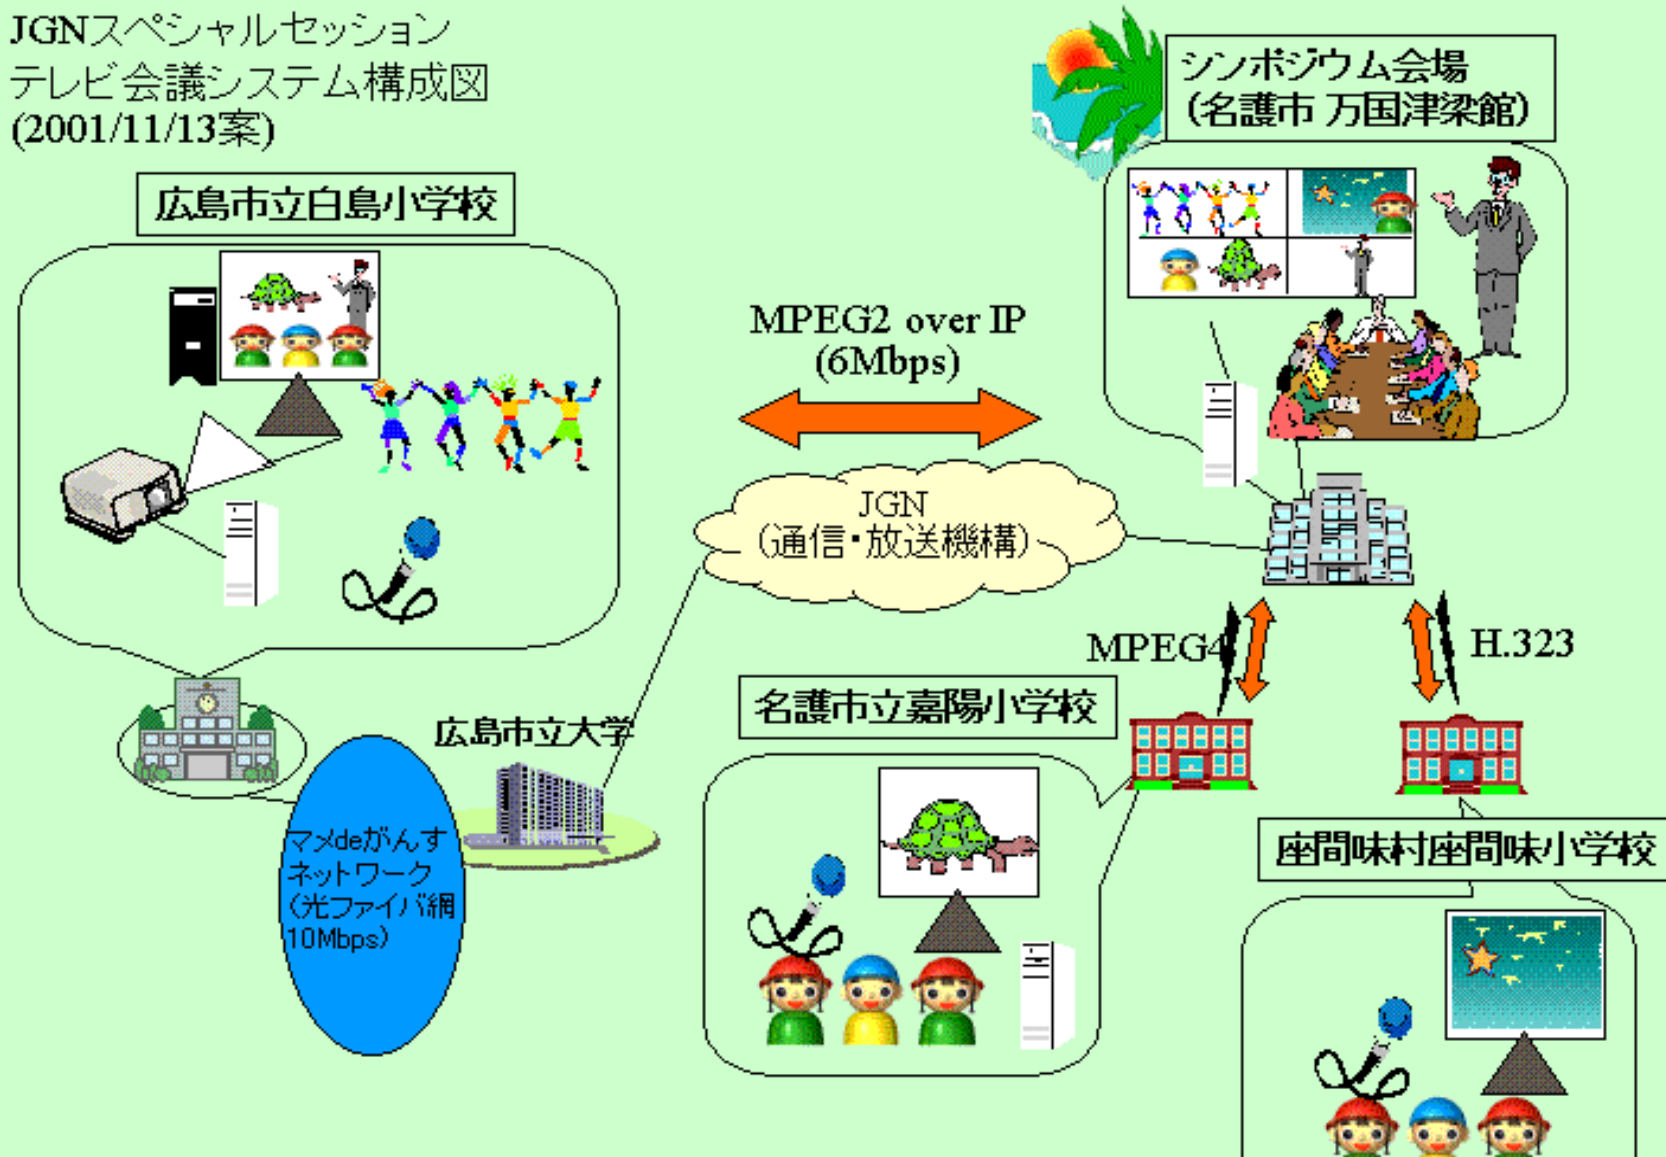 JGNスペシャルセッション
テレビ会議システム構成図
(2001/11/13案)
シンポジウム会場
(名護市 万国津梁館)
広島市立白島小学校
MPEG2 over IP
(6Mbps)
JGN
(通信・放送機構)
MPEG4
H.323
名護市立嘉陽小学校
広島市立大学
座間味村座間味小学校
マメdeがんす
ネットワーク
(光ファイバ網
10Mbps)